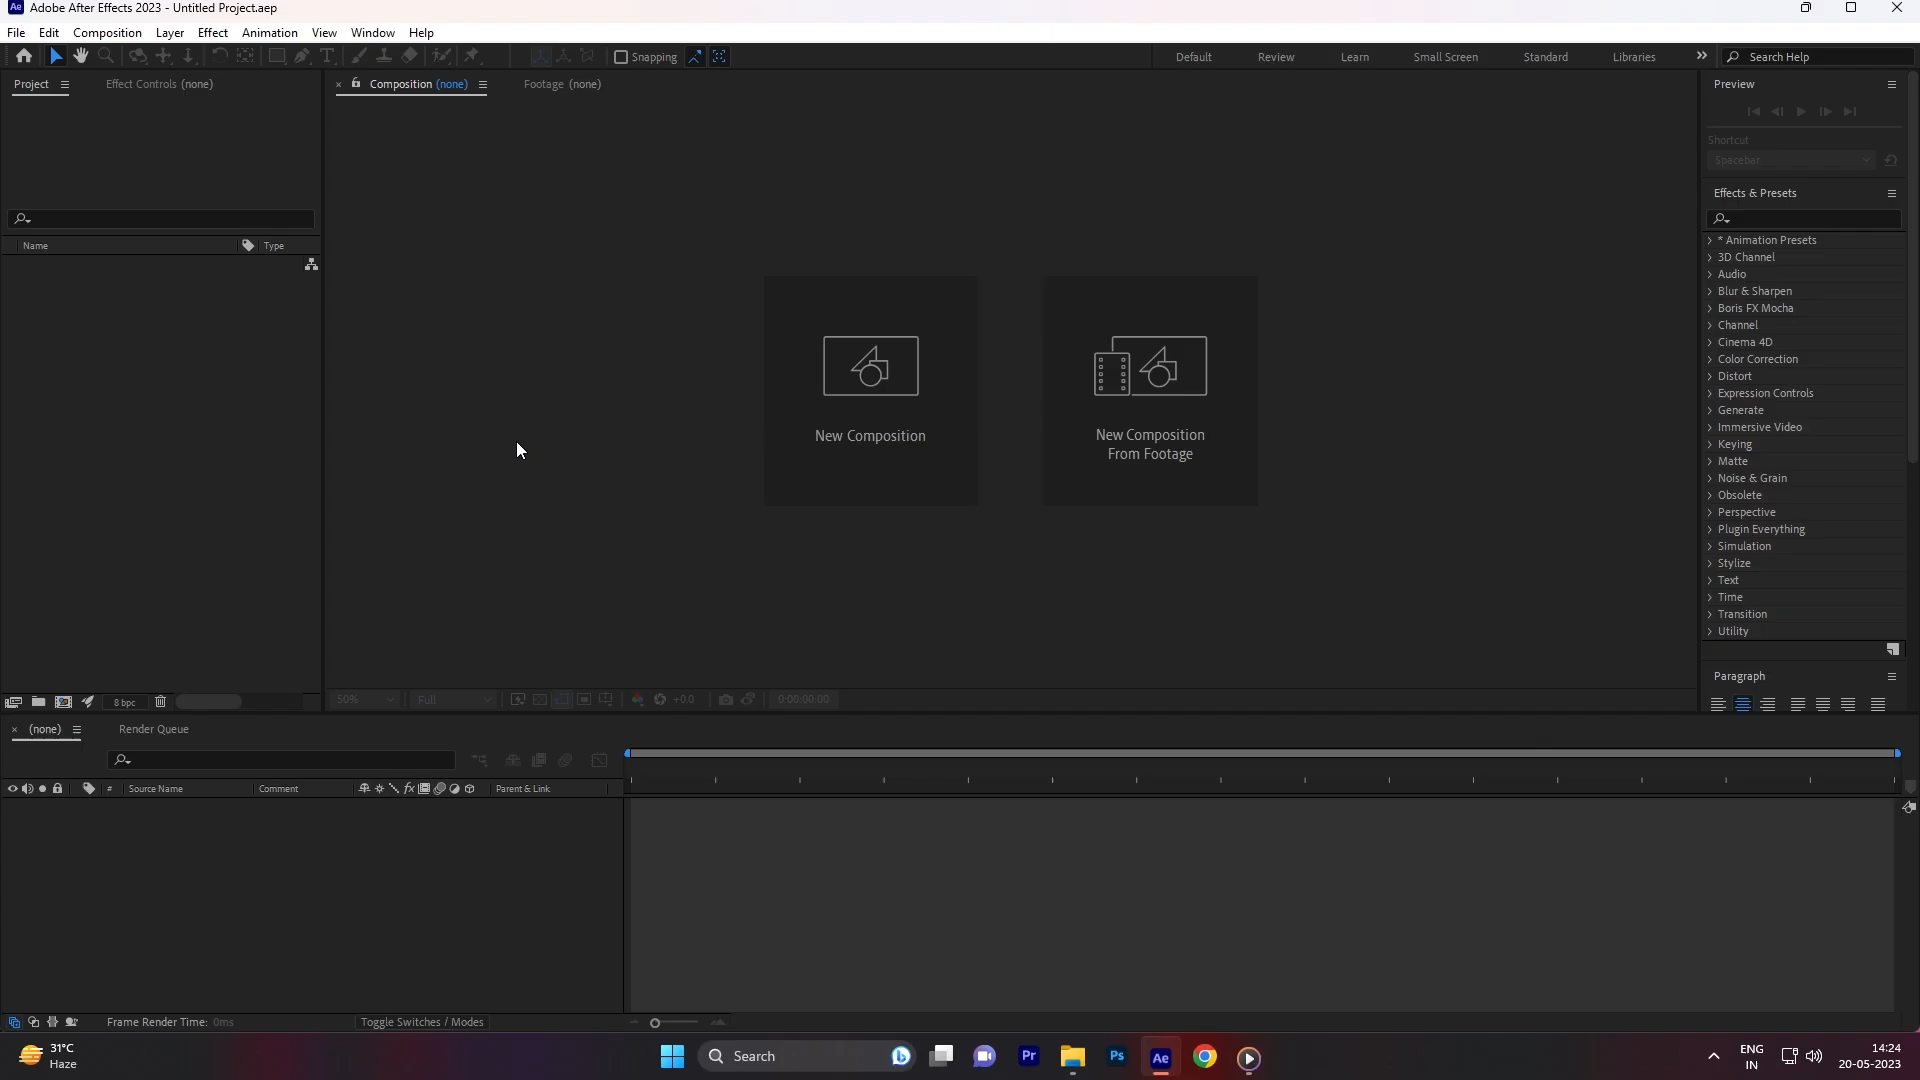 Ae Adobe After Effects 2023 - Untitled Project.aep
File Edit Composition Layer Effect Animation View Window Help
Snapping Default Review Learn Small Screen Standard Libraries Search Help
Project Effect Controls (none) Composition (none) Footage (none) Preview
Shortcut
Spacebar
Effects & Presets
Name Type
* Animation Presets
3D Channel
Audio
Blur & Sharpen
Boris FX Mocha
Channel
Cinema 4D
Color Correction
Distort
Expression Controls
Generate
Immersive Video
Keying
Matte
Noise & Grain
Obsolete
Perspective
Plugin Everything
Simulation
Stylize
Text
Time
Transition
Utility
New Composition
New Composition
From Footage
Paragraph
8 bpc 50% Full +0.0 0:00:00:00
(none) Render Queue
# Source Name Comment fx Parent & Link
Frame Render Time: 0ms Toggle Switches / Modes
31°C
Haze
Search Pr Ps Ae
ENG
IN
14:24
20-05-2023